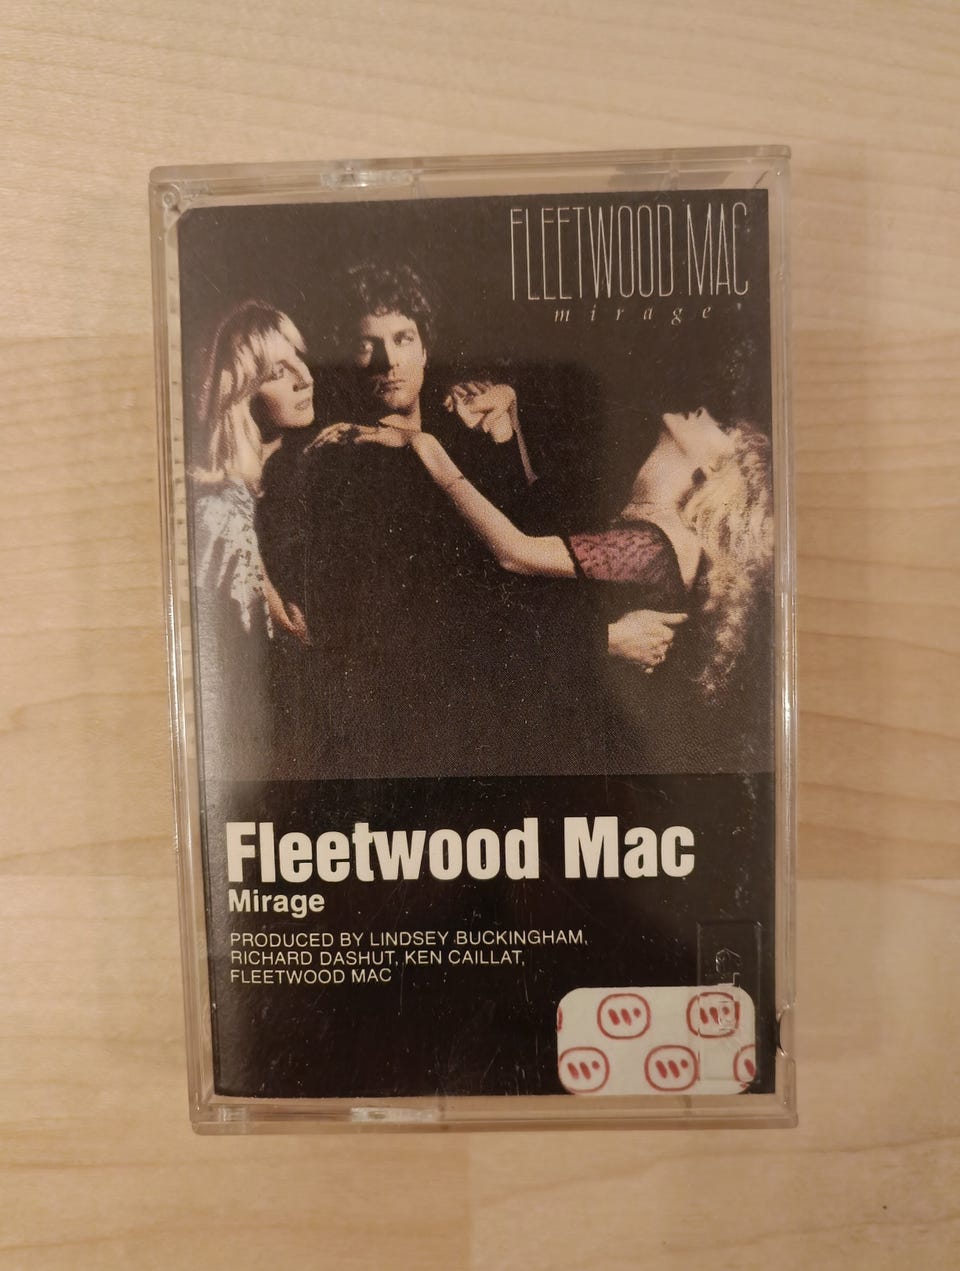 FLEETWOOD MAC
mirage
Fleetwood Mac
Mirage
PRODUCED BY LINDSEY BUCKINGHAM,
RICHARD DASHUT, KEN CAILLAT,
FLEETWOOD MAC